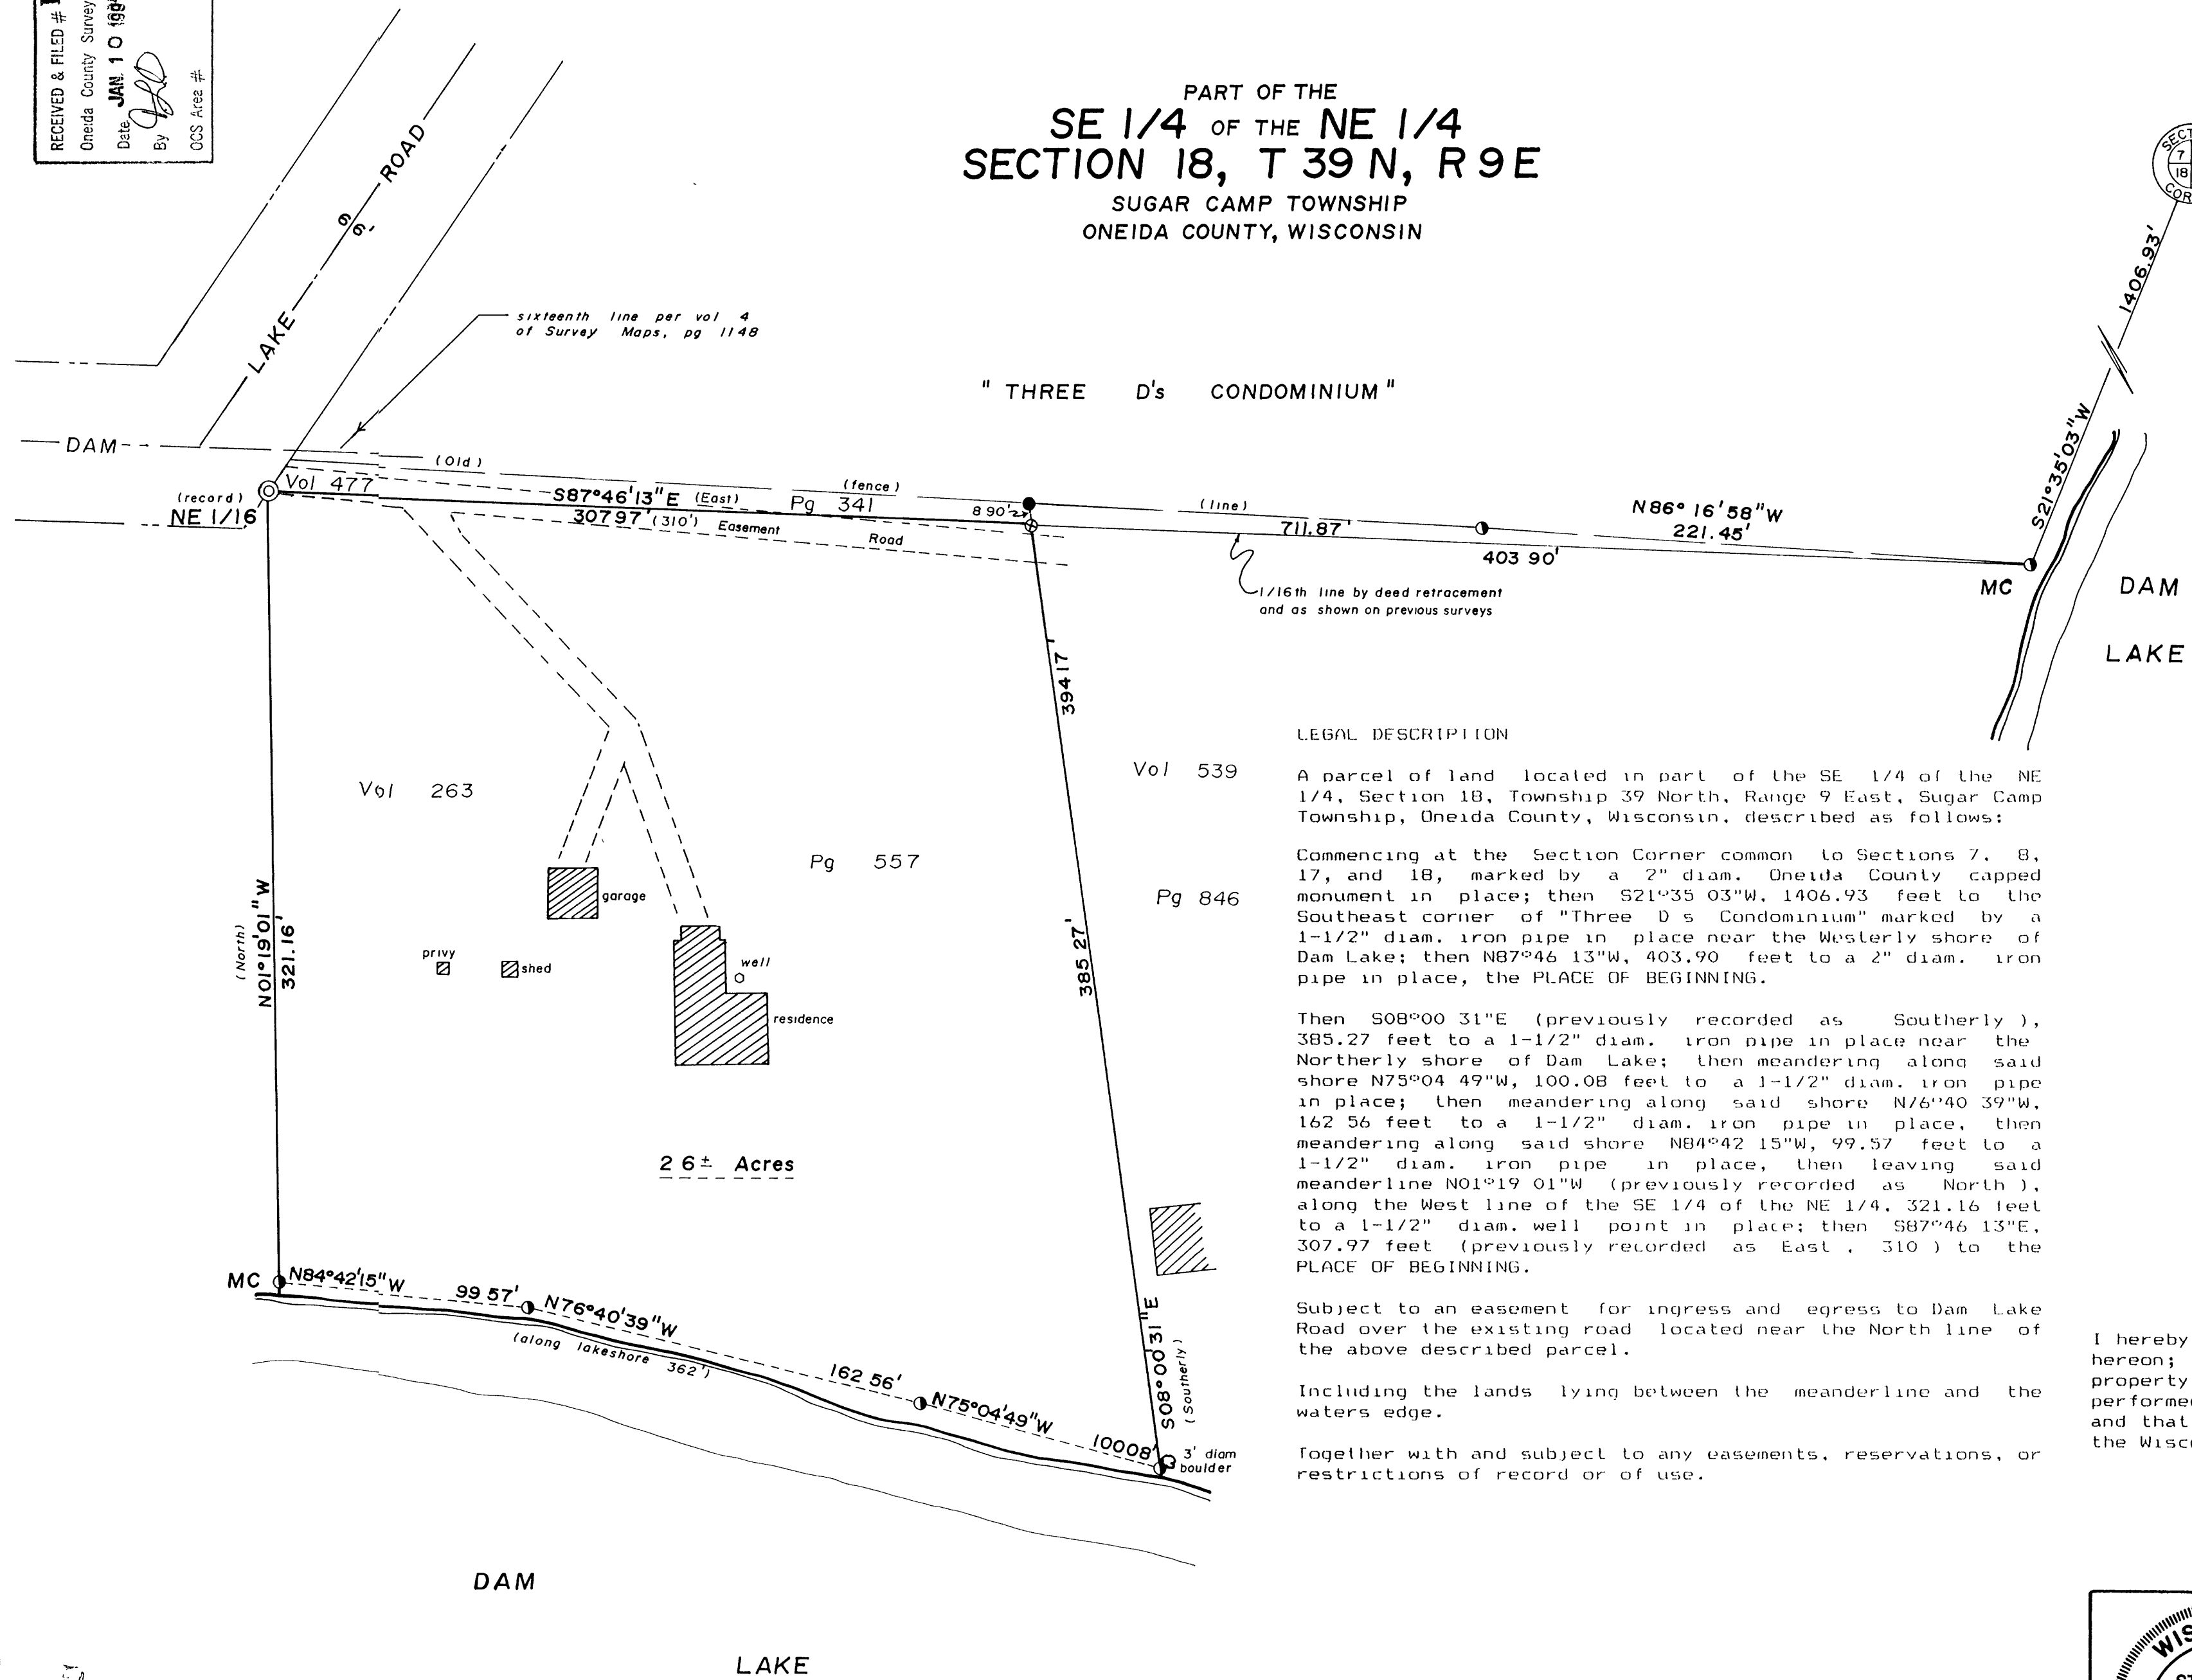 RECEIVED & FILED #
Oneida County Survey
Date JAN. 10 199
By
OCS Area #
PART OF THE
SE 1/4 OF THE NE 1/4
SECTION 18, T 39 N, R 9 E
SUGAR CAMP TOWNSHIP
ONEIDA COUNTY, WISCONSIN
SECT
7
18
COR
1406.93'
S21°35'03"W
LAKE ROAD
66'
sixteenth line per vol 4
of Survey Maps, pg 1148
" THREE D's CONDOMINIUM "
DAM
(Old) (fence) (line)
(record)
NE 1/16
Vol 477 Pg 341
S87°46'13"E (East)
307 97' (310')
Easement Road
8 90'
711.87'
403 90'
N86° 16' 58"W
221.45'
1/16th line by deed retracement
and as shown on previous surveys
MC
DAM
LAKE
394 17'
385.27'
S08°00'31"E
(Southerly)
Vol 263
Pg 557
Vol 539
Pg 846
garage
privy
shed
well
residence
(North)
N01°19'01"W
321.16'
2 6± Acres
MC
N84°42'15"W
99 57'
N76°40'39"W
(along lakeshore 362')
162 56'
N75°04'49"W
100 08'
3' diam
boulder
DAM
LAKE
LEGAL DESCRIPTION
A parcel of land located in part of the SE 1/4 of the NE
1/4, Section 18, Township 39 North, Range 9 East, Sugar Camp
Township, Oneida County, Wisconsin, described as follows:
Commencing at the Section Corner common to Sections 7, 8,
17, and 18, marked by a 2" diam. Oneida County capped
monument in place; then S21°35 03"W, 1406.93 feet to the
Southeast corner of "Three D s Condominium" marked by a
1-1/2" diam. iron pipe in place near the Westerly shore of
Dam Lake; then N87°46 13"W, 403.90 feet to a 2" diam. iron
pipe in place, the PLACE OF BEGINNING.
Then S08°00 31"E (previously recorded as Southerly ),
385.27 feet to a 1-1/2" diam. iron pipe in place near the
Northerly shore of Dam Lake; then meandering along said
shore N75°04 49"W, 100.08 feet to a 1-1/2" diam. iron pipe
in place; then meandering along said shore N76°40 39"W,
162 56 feet to a 1-1/2" diam. iron pipe in place, then
meandering along said shore N84°42 15"W, 99.57 feet to a
1-1/2" diam. iron pipe in place, then leaving said
meanderline N01°19 01"W (previously recorded as North ),
along the West line of the SE 1/4 of the NE 1/4, 321.16 feet
to a 1-1/2" diam. well point in place; then S87°46 13"E,
307.97 feet (previously recorded as East , 310 ) to the
PLACE OF BEGINNING.
Subject to an easement for ingress and egress to Dam Lake
Road over the existing road located near the North line of
the above described parcel.
Including the lands lying between the meanderline and the
waters edge.
Together with and subject to any easements, reservations, or
restrictions of record or of use.
I hereby
hereon;
property
performe
and that
the Wisc
WIS